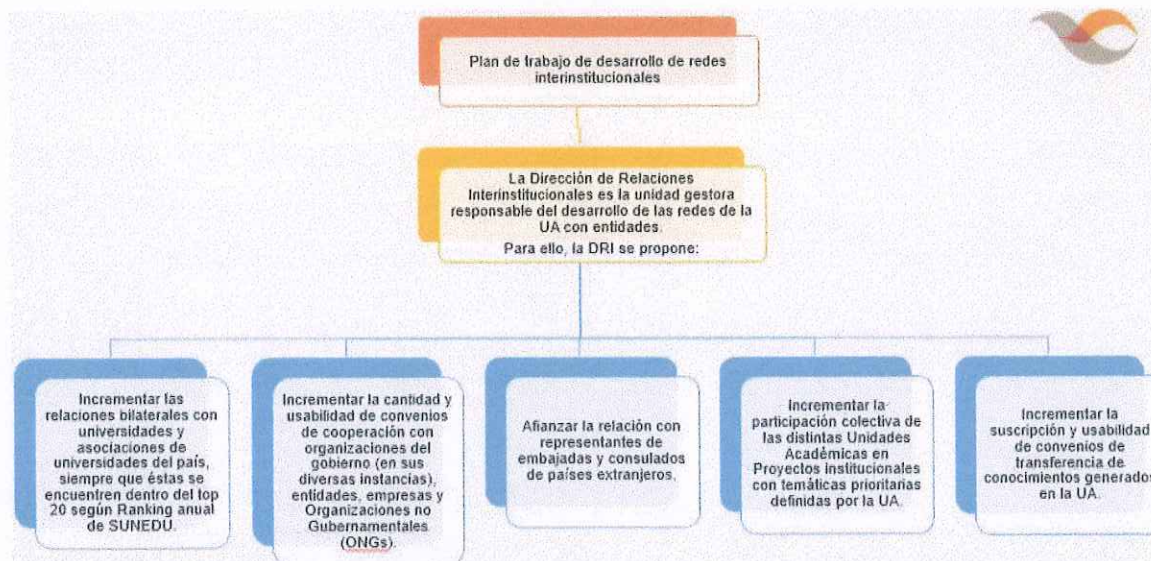 Plan de trabajo de desarrollo de redes
interinstitucionales
La Dirección de Relaciones
Interinstitucionales es la unidad gestora
responsable del desarrollo de las redes de la
UA con entidades.
Para ello, la DRI se propone:
Incrementar las
relaciones bilaterales con
universidades y
asociaciones de
universidades del país,
siempre que éstas se
encuentren dentro del top
20 según Ranking anual
de SUNEDU.
Incrementar la cantidad y
usabilidad de convenios
de cooperación con
organizaciones del
gobierno (en sus
diversas instancias),
entidades, empresas y
Organizaciones no
Gubernamentales
(ONGs).
Afianzar la relación con
representantes de
embajadas y consulados
de países extranjeros.
Incrementar la
participación colectiva de
las distintas Unidades
Académicas en
Proyectos institucionales
con temáticas prioritarias
definidas por la UA.
Incrementar la
suscripción y usabilidad
de convenios de
transferencia de
conocimientos generados
en la UA.